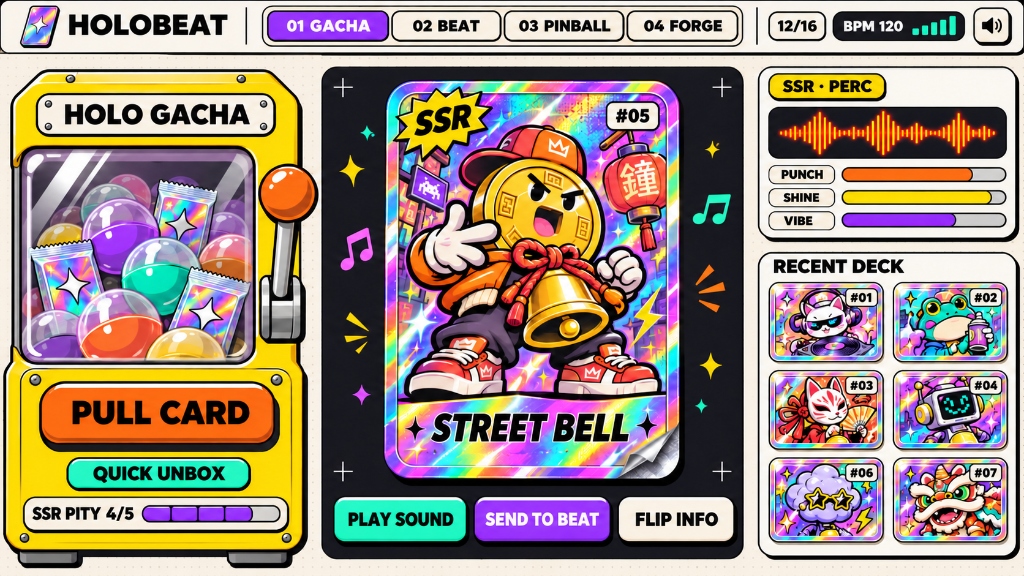 HOLOBEAT
01 GACHA
02 BEAT
03 PINBALL
04 FORGE
12/16
BPM 120
HOLO GACHA
PULL CARD
QUICK UNBOX
SSR PITY 4/5
SSR
#05
鐘
STREET BELL
PLAY SOUND
SEND TO BEAT
FLIP INFO
SSR · PERC
PUNCH
SHINE
VIBE
RECENT DECK
#01
#02
#03
#04
#06
#07